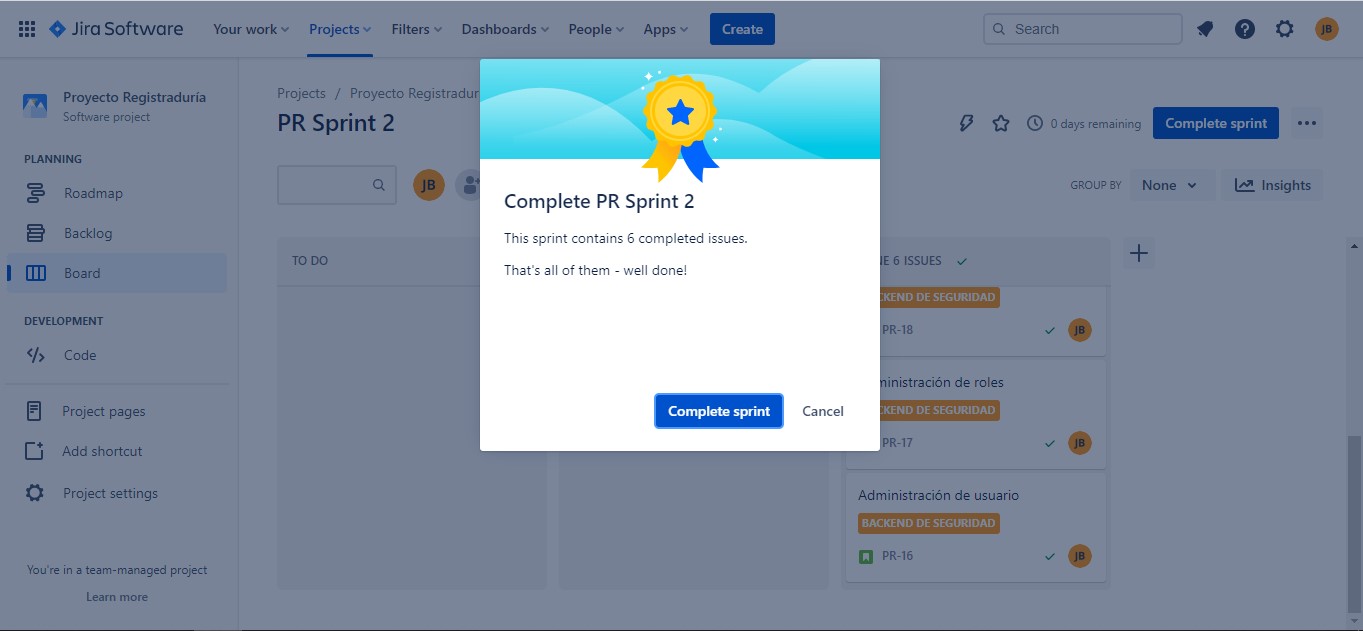 Jira Software
Your work
Projects
Filters
Dashboards
People
Apps
Create
Search
JB
Proyecto Registraduría
Software project
PLANNING
Roadmap
Backlog
Board
DEVELOPMENT
Code
Project pages
Add shortcut
Project settings
You're in a team-managed project
Learn more
Projects / Proyecto Registradur
PR Sprint 2
0 days remaining
Complete sprint
JB
GROUP BY
None
Insights
TO DO
NE 6 ISSUES
CKEND DE SEGURIDAD
PR-18
JB
ministración de roles
CKEND DE SEGURIDAD
PR-17
JB
Administración de usuario
BACKEND DE SEGURIDAD
PR-16
JB
Complete PR Sprint 2
This sprint contains 6 completed issues.
That's all of them - well done!
Complete sprint
Cancel